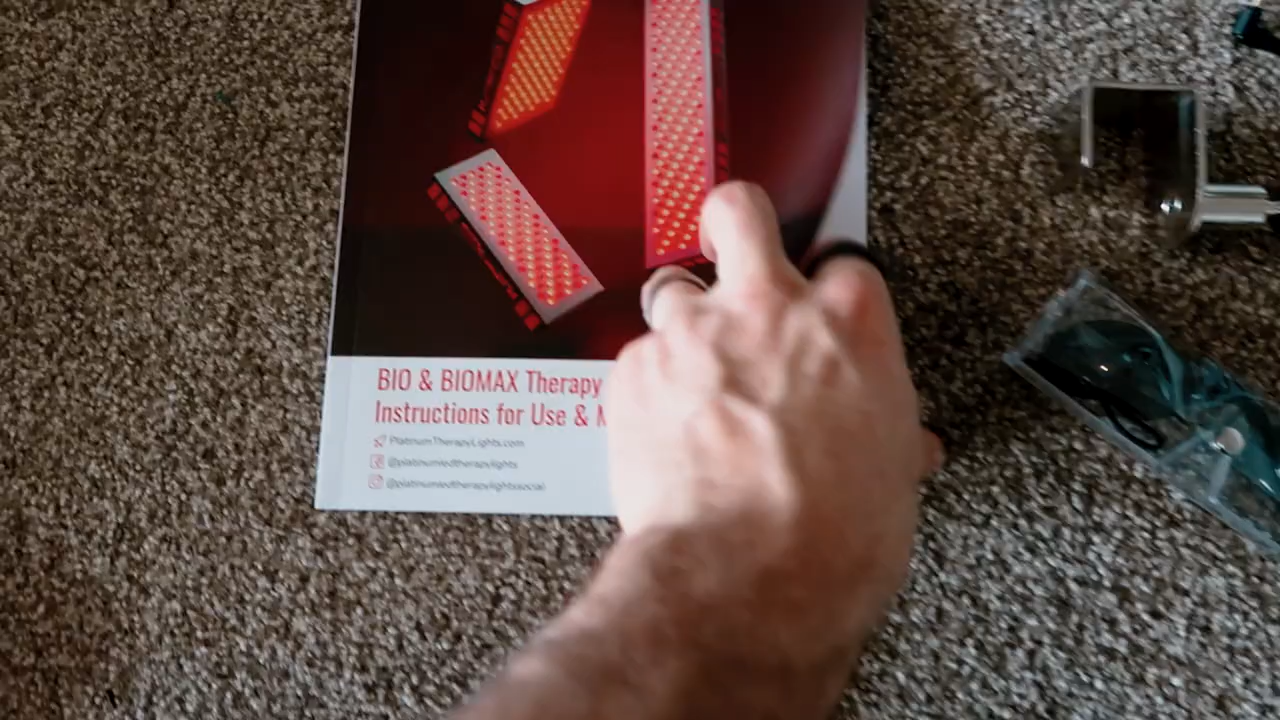 BIO & BIOMAX Therapy
Instructions for Use & M
PlatinumTherapyLights.com
@platinumledtherapylights
@platinumledtherapylightssocial